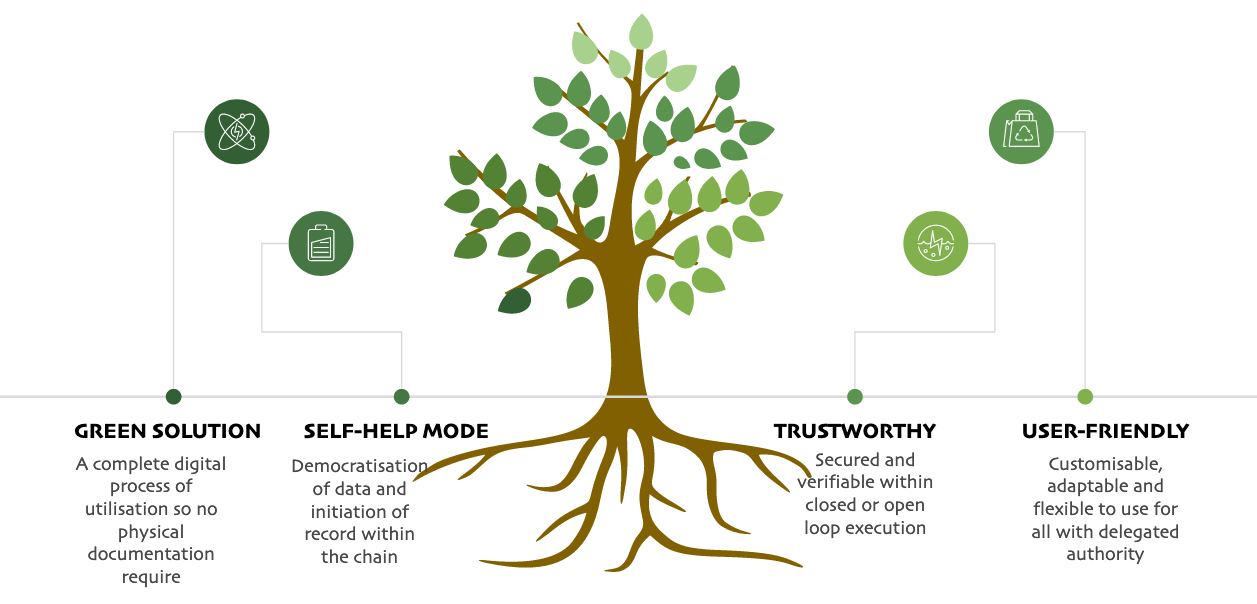 GREEN SOLUTION
A complete digital
process of
utilisation so no
physical
documentation
require
SELF-HELP MODE
Democratisation
of data and
initiation of
record within
the chain
TRUSTWORTHY
Secured and
verifiable within
closed or open
loop execution
USER-FRIENDLY
Customisable,
adaptable and
flexible to use for
all with delegated
authority